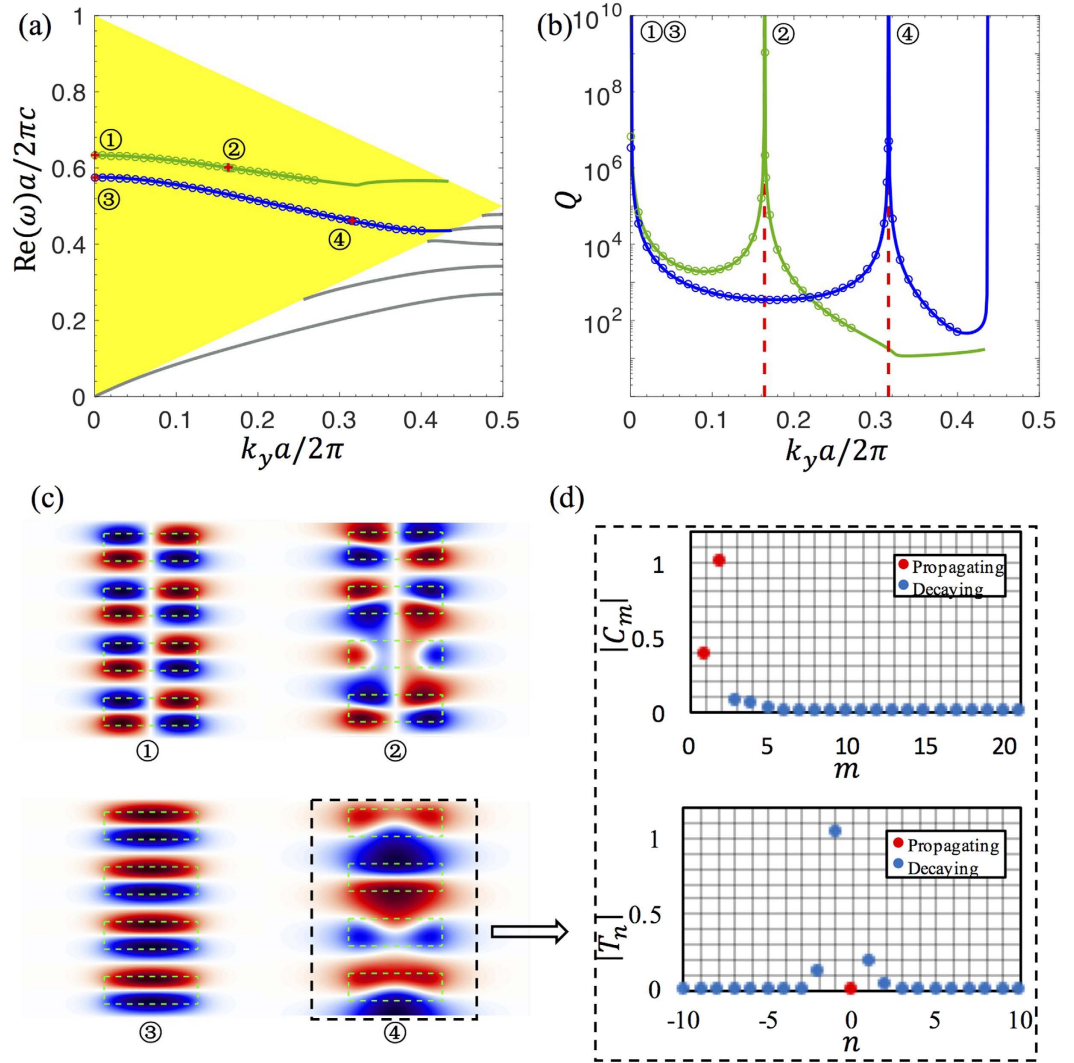 (a)
Re(ω)a/2πc
1
0.8
0.6
0.4
0.2
0
①
②
③
④
0 0.1 0.2 0.3 0.4 0.5
k_y a/2π
(b)
Q
10^10
10^8
10^6
10^4
10^2
①③
②
④
0 0.1 0.2 0.3 0.4 0.5
k_y a/2π
(c)
①
②
③
④
(d)
|C_m|
1
0.5
0
Propagating
Decaying
0 5 10 15 20
m
|T_n|
1
0.5
0
Propagating
Decaying
-10 -5 0 5 10
n